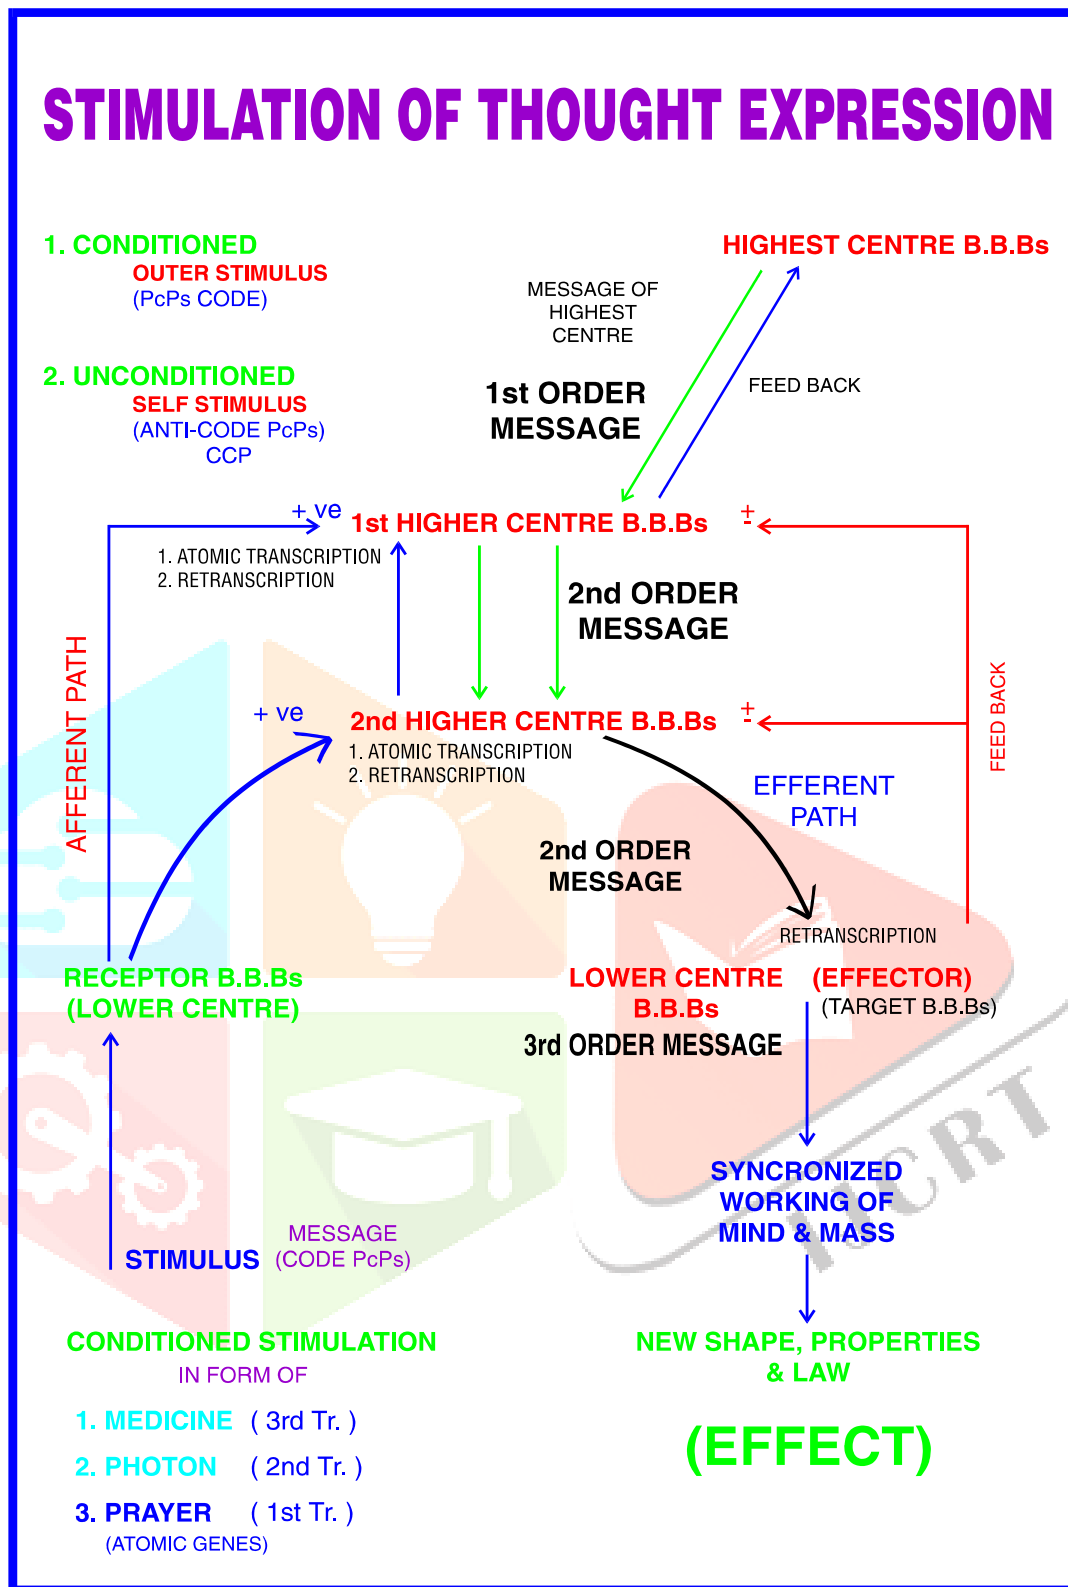 STIMULATION OF THOUGHT EXPRESSION
1. CONDITIONED
OUTER STIMULUS
(PcPs CODE)
2. UNCONDITIONED
SELF STIMULUS
(ANTI-CODE PcPs)
CCP
HIGHEST CENTRE B.B.Bs
MESSAGE OF
HIGHEST
CENTRE
1st ORDER
MESSAGE
FEED BACK
+ ve
1st HIGHER CENTRE B.B.Bs
+
-
1. ATOMIC TRANSCRIPTION
2. RETRANSCRIPTION
2nd ORDER
MESSAGE
AFFERENT PATH
+ ve
2nd HIGHER CENTRE B.B.Bs
+
-
1. ATOMIC TRANSCRIPTION
2. RETRANSCRIPTION
FEED BACK
EFFERENT
PATH
2nd ORDER
MESSAGE
RETRANSCRIPTION
RECEPTOR B.B.Bs
(LOWER CENTRE)
LOWER CENTRE
B.B.Bs
(EFFECTOR)
(TARGET B.B.Bs)
3rd ORDER MESSAGE
SYNCRONIZED
WORKING OF
MIND & MASS
IJCRT
STIMULUS
MESSAGE
(CODE PcPs)
CONDITIONED STIMULATION
IN FORM OF
1. MEDICINE ( 3rd Tr. )
2. PHOTON ( 2nd Tr. )
3. PRAYER ( 1st Tr. )
(ATOMIC GENES)
NEW SHAPE, PROPERTIES
& LAW
(EFFECT)